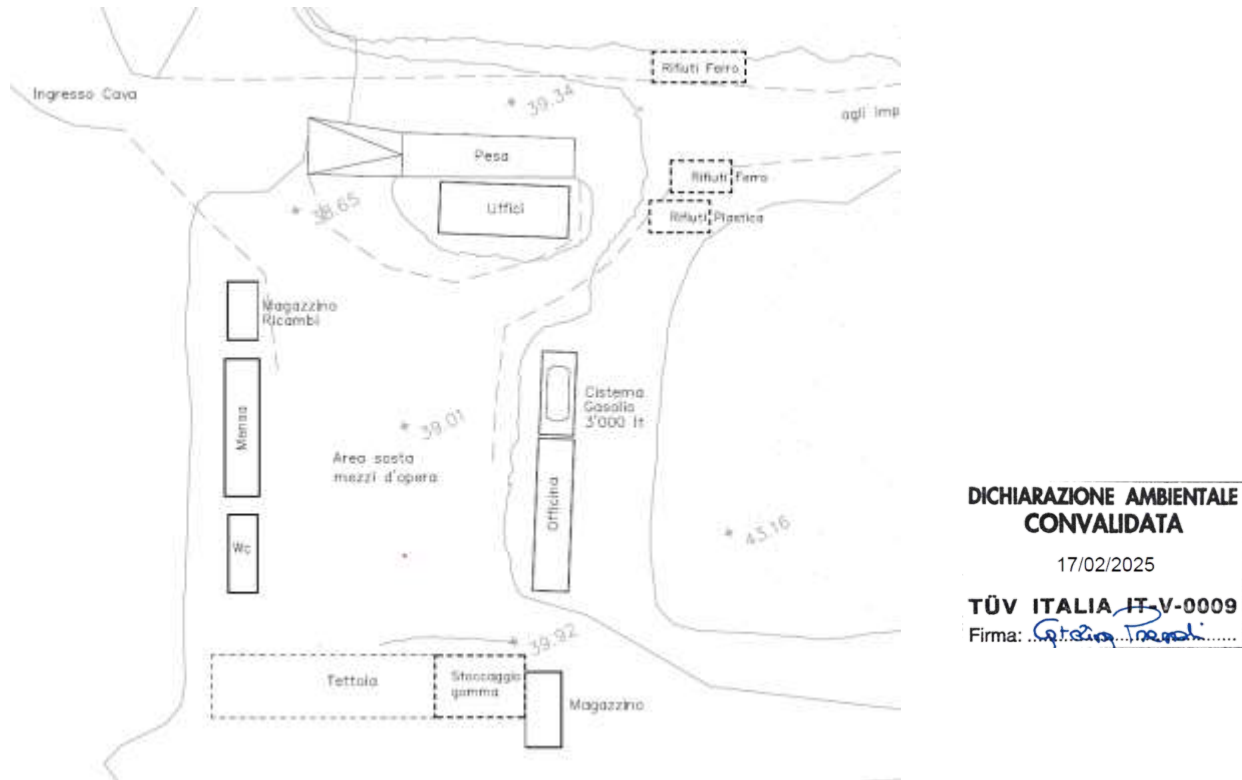 Rifiuti Ferro
Ingresso Cava
39.34
agli imp
Pesa
Rifiuti Ferro
38.65
Uffici
Rifiuti Plastica
Magazzino
Ricambi
Cisterna
Gasolio
3'000 lt
Mensa
39.01
Area sosta
mezzi d'opera
Officina
DICHIARAZIONE AMBIENTALE
CONVALIDATA
43.16
Wc
17/02/2025
TÜV ITALIA IT-V-0009
Firma:
39.92
Tettoia
Stoccaggio
gomma
Magazzino